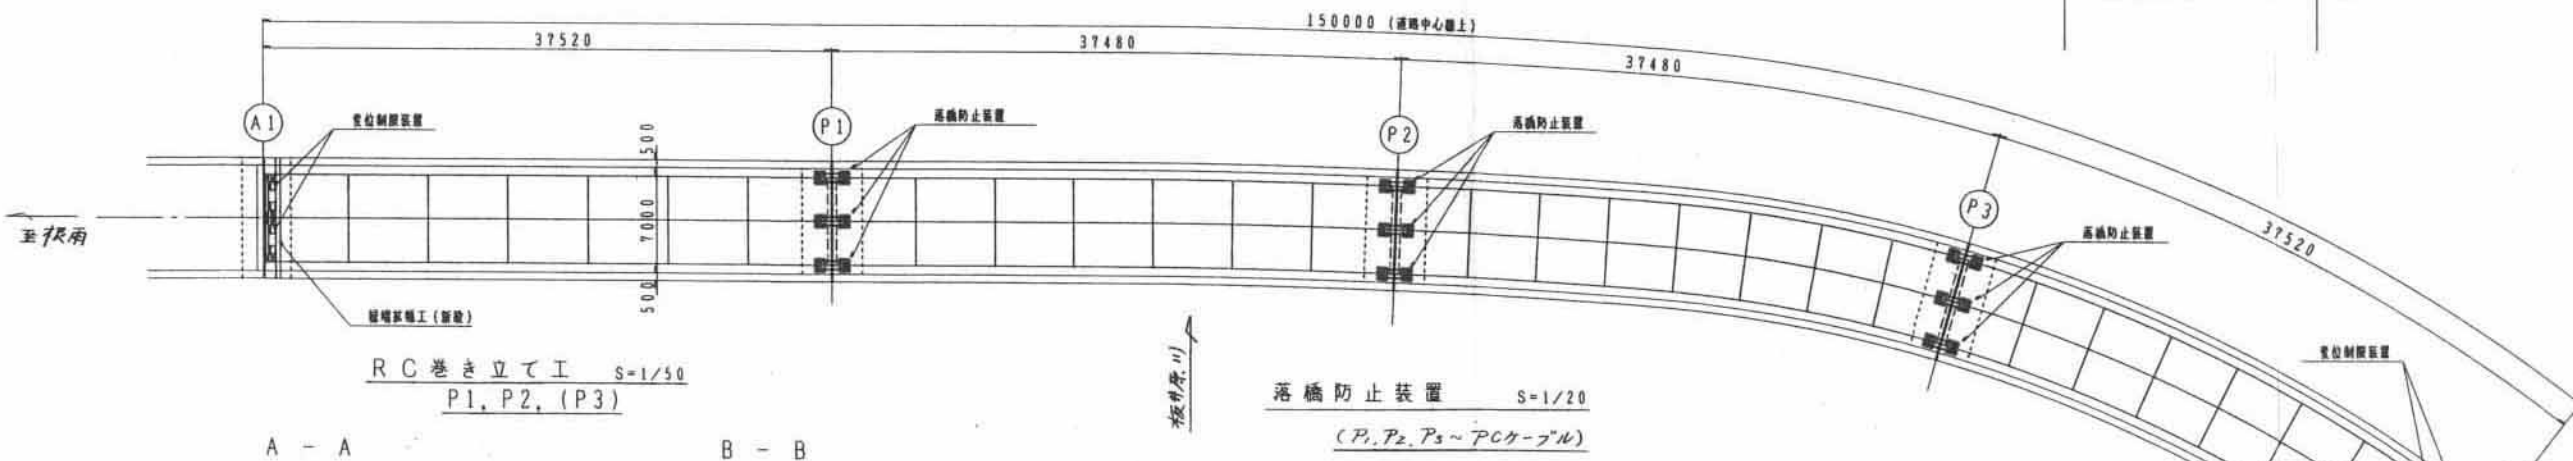 150000 (道路中心線上)
37520
37480
37480
37520
A1
P1
P2
P3
変位制限装置
落橋防止装置
落橋防止装置
落橋防止装置
変位制限装置
500
7000
500
至根雨
縁端拡幅工(新設)
板井原川
RC巻き立て工 S=1/50
P1, P2, (P3)
落橋防止装置 S=1/20
(P1, P2, P3~PCケーブル)
A - A
B - B